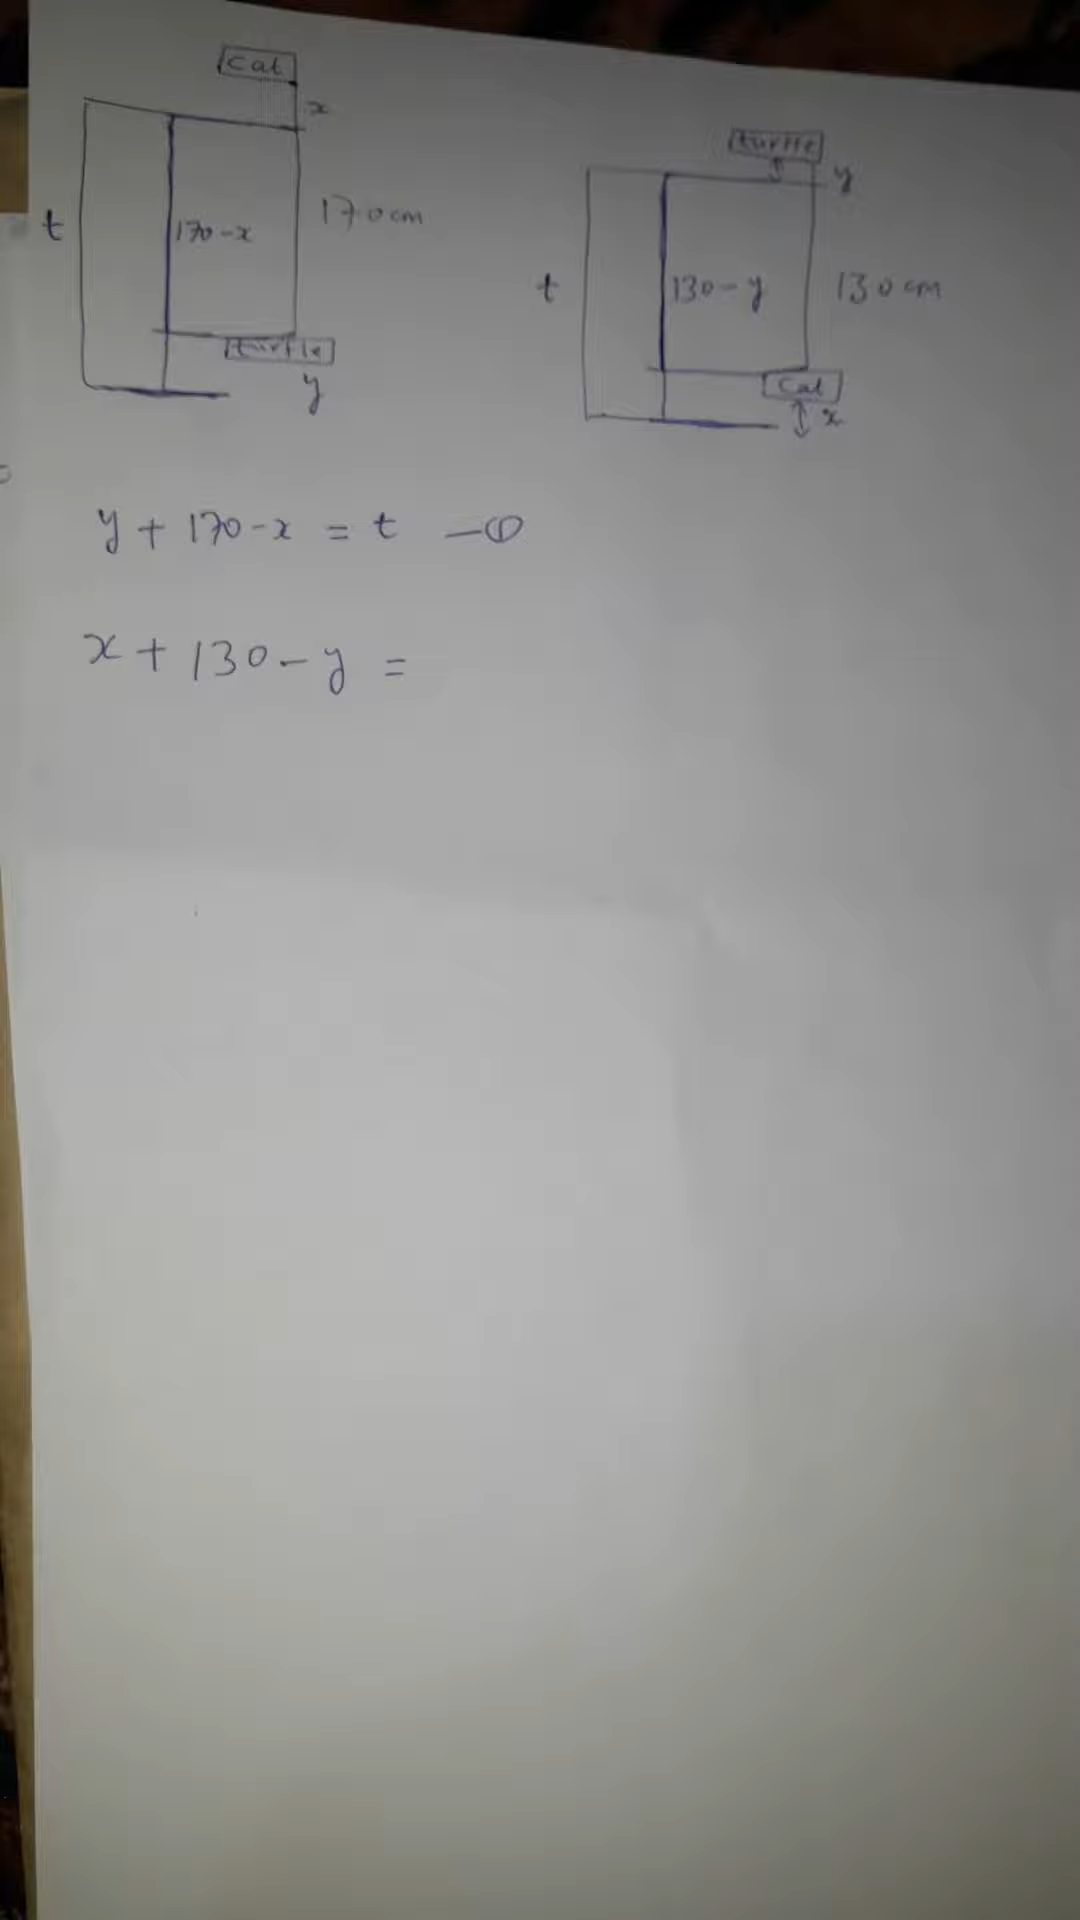 cat
x
t
170-x
170 cm
turtle
y
turtle
y
t
130-y
130 cm
cat
x
y + 170-x = t —①
x + 130-y =